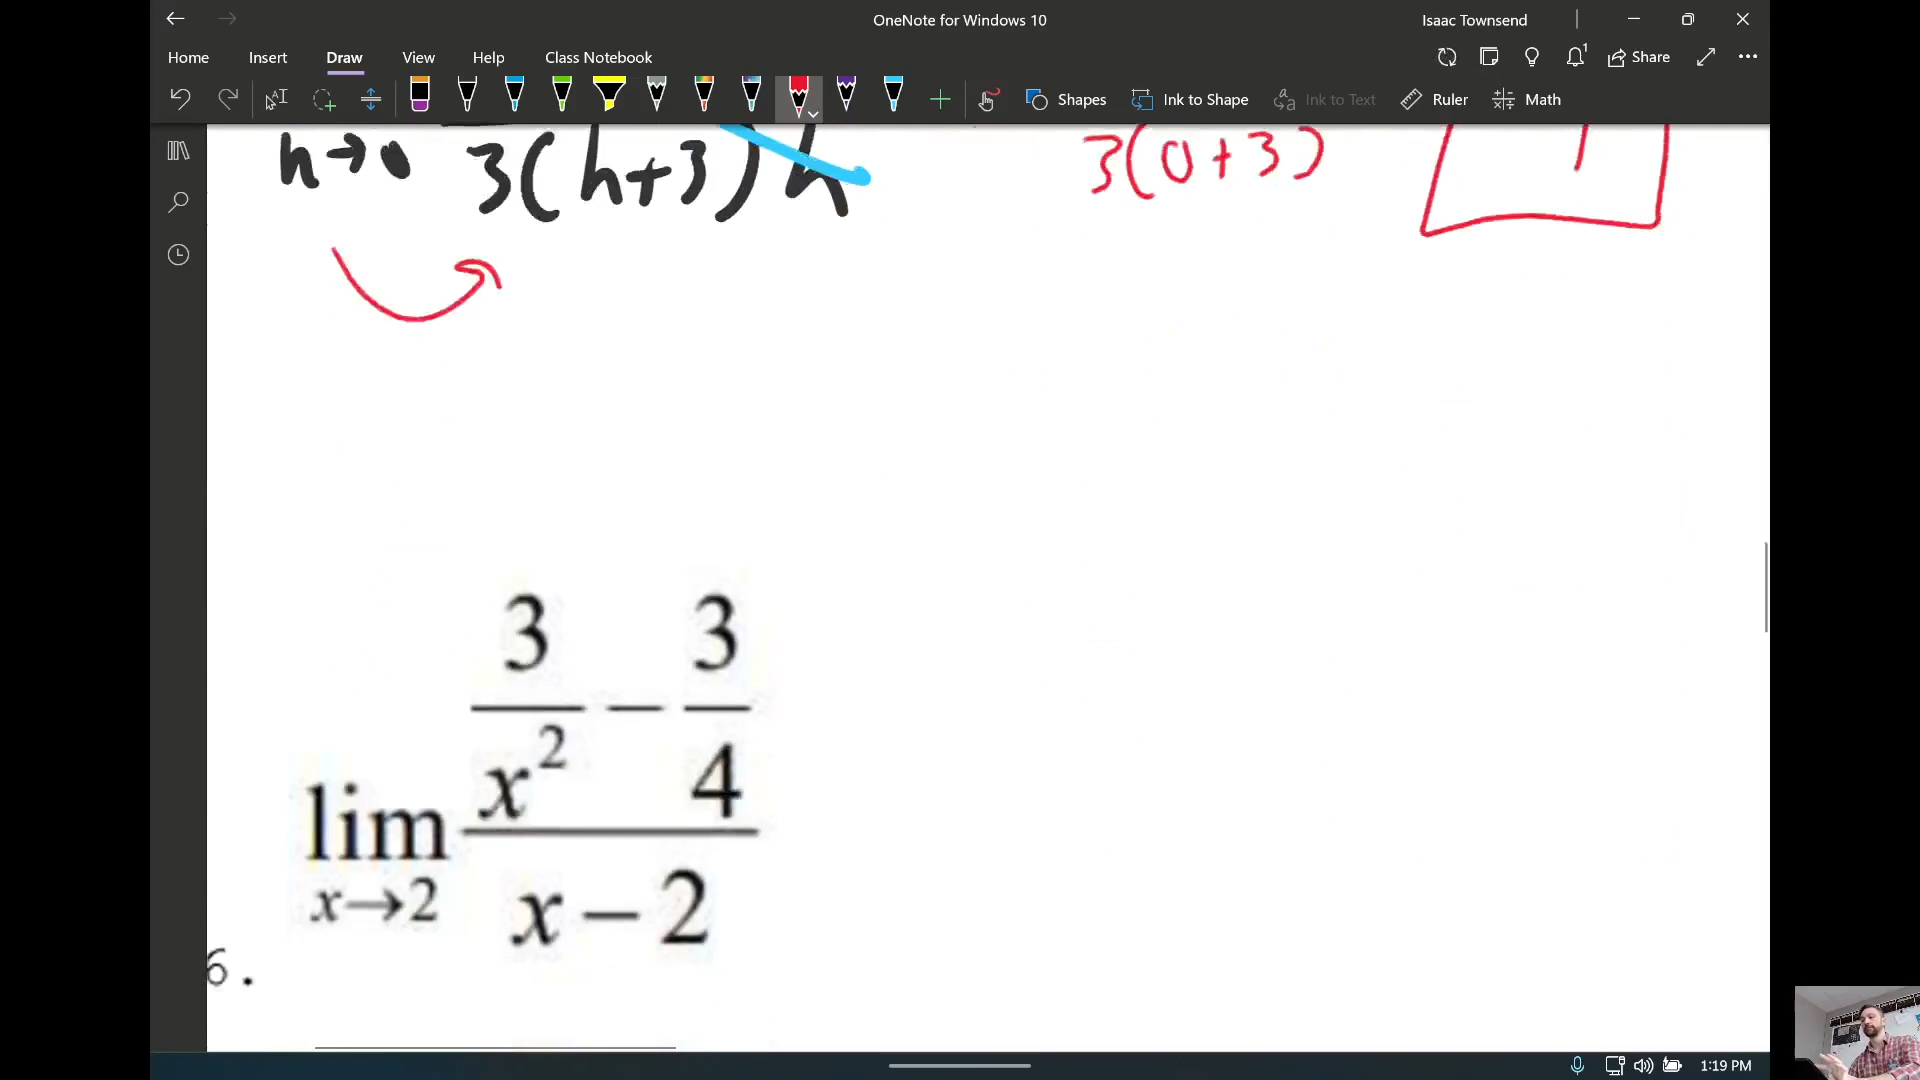 OneNote for Windows 10
Isaac Townsend
Home Insert Draw View Help Class Notebook
1 Share
Shapes Ink to Shape Ink to Text Ruler Math
h→0 3(h+3)h
3(0+3)
3 3
— − —
x² 4
lim
x→2 x − 2
6.
1:19 PM